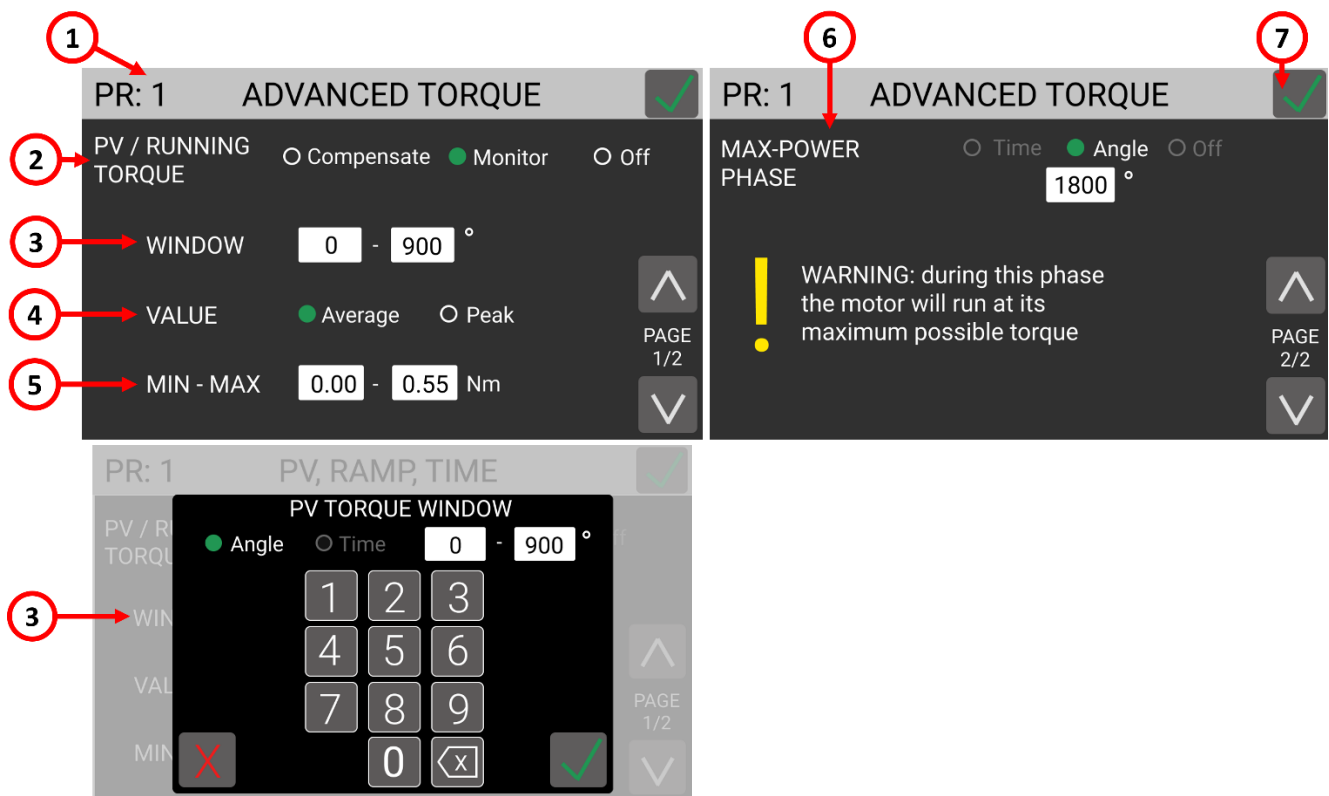 1
6
7
PR: 1 ADVANCED TORQUE
PR: 1 ADVANCED TORQUE
2
PV / RUNNING
TORQUE
Compensate Monitor Off
MAX-POWER
PHASE
Time Angle Off
1800 °
3
WINDOW 0 - 900 °
WARNING: during this phase
the motor will run at its
maximum possible torque
4
VALUE Average Peak
PAGE
1/2
PAGE
2/2
5
MIN - MAX 0.00 - 0.55 Nm
PR: 1 PV, RAMP, TIME
PV TORQUE WINDOW
PV / RU
TORQU
ff
Angle Time 0 - 900 °
1 2 3
3
WIN
4 5 6
VAL
7 8 9
PAGE
1/2
MIN
X 0 X